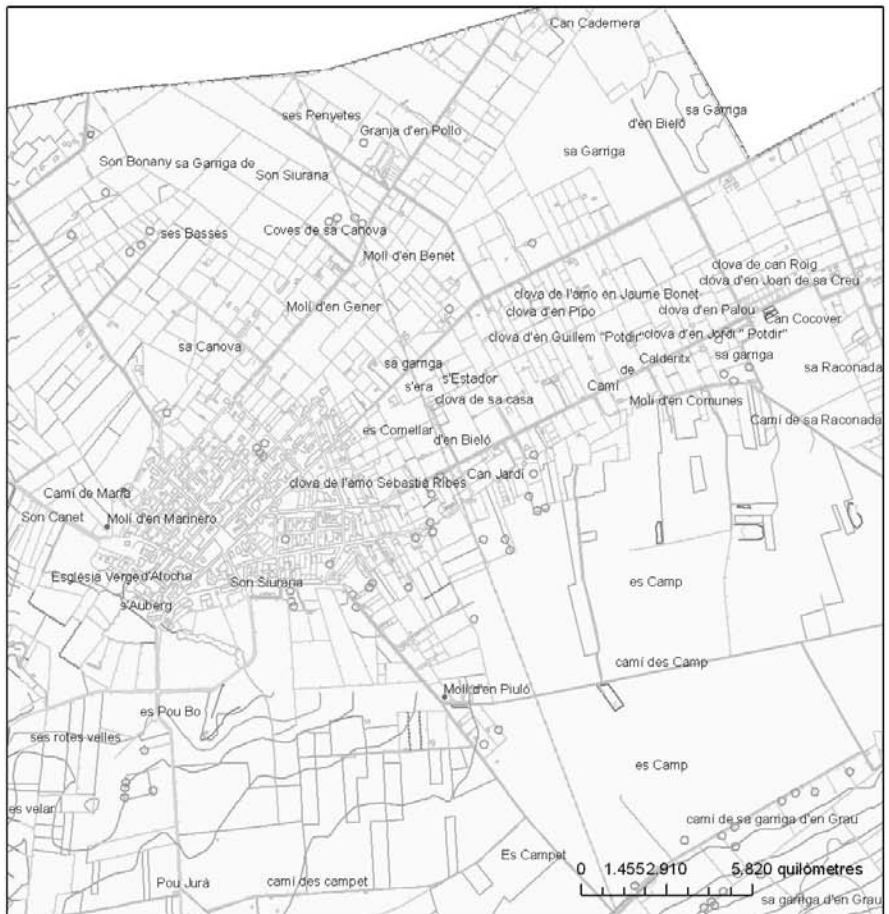 Can Cadernera
sa Garriga
ses Penyetes
d'en Bieló
Granja d'en Polló
Son Bonany
sa Garriga de
sa Garriga
Son Siurana
ses Basses
Coves de sa Canova
Molí d'en Benet
clova de can Roig
clova d'en Joan de sa Creu
clova de l'amo en Jaume Bonet
Molí d'en Gener
clova d'en Pipo
clova d'en Palou
Can Cocover
clova d'en Guillem "Potdir"
clova d'en Jordi " Potdir"
sa Canova
Calderitx
sa garriga
sa garriga
sa Raconada
de
s'Estador
s'era
Camí
clova de sa casa
Molí d'en Comunes
Camí de sa Raconada
es Comellar
d'en Bieló
Can Jardí
clova de l'amo Sebastià Ribes
Camí de Maria
Son Canet
Molí d'en Marinero
Església Verge d'Atocha
Son Siurana
es Camp
s'Auberg
camí des Camp
Molí d'en Piuló
es Pou Bo
ses rotes velles
es Camp
es velar
camí de sa garriga d'en Grau
Es Campet
Pou Jurà
camí des campet
0 1.4552.910 5.820 quilòmetres
sa garriga d'en Grau